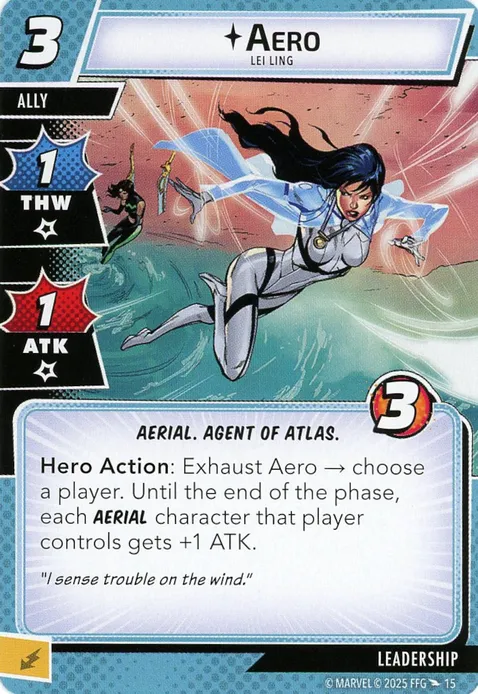 3
AERO
LEI LING
ALLY
1
THW
1
ATK
3
AERIAL. AGENT OF ATLAS.
Hero Action: Exhaust Aero → choose
a player. Until the end of the phase,
each AERIAL character that player
controls gets +1 ATK.
"I sense trouble on the wind."
LEADERSHIP
© MARVEL © 2025 FFG 15